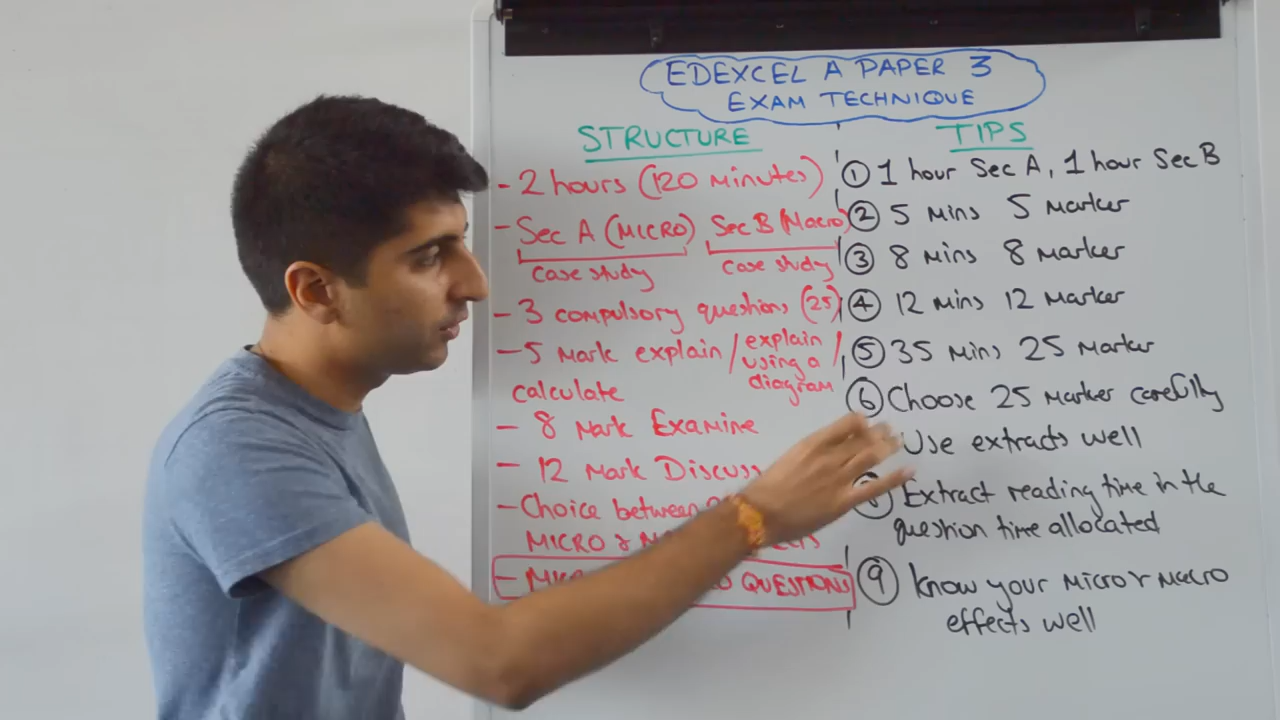 EDEXCEL A PAPER 3
EXAM TECHNIQUE
STRUCTURE
- 2 hours (120 minutes)
- Sec A (MICRO) Sec B (Macro)
case study case study
- 3 compulsory questions (25)
- 5 Mark explain / explain using a diagram /
calculate
- 8 Mark Examine
- 12 Mark Discuss
- Choice between
MICRO &
- QUESTIONS
TIPS
① 1 hour Sec A, 1 hour Sec B
② 5 Mins 5 Marker
③ 8 Mins 8 Marker
④ 12 Mins 12 Marker
⑤ 35 Mins 25 Marker
⑥ Choose 25 Marker carefully
Use extracts well
Extract reading time in the
question time allocated
⑨ Know your Micro & Macro
effects well